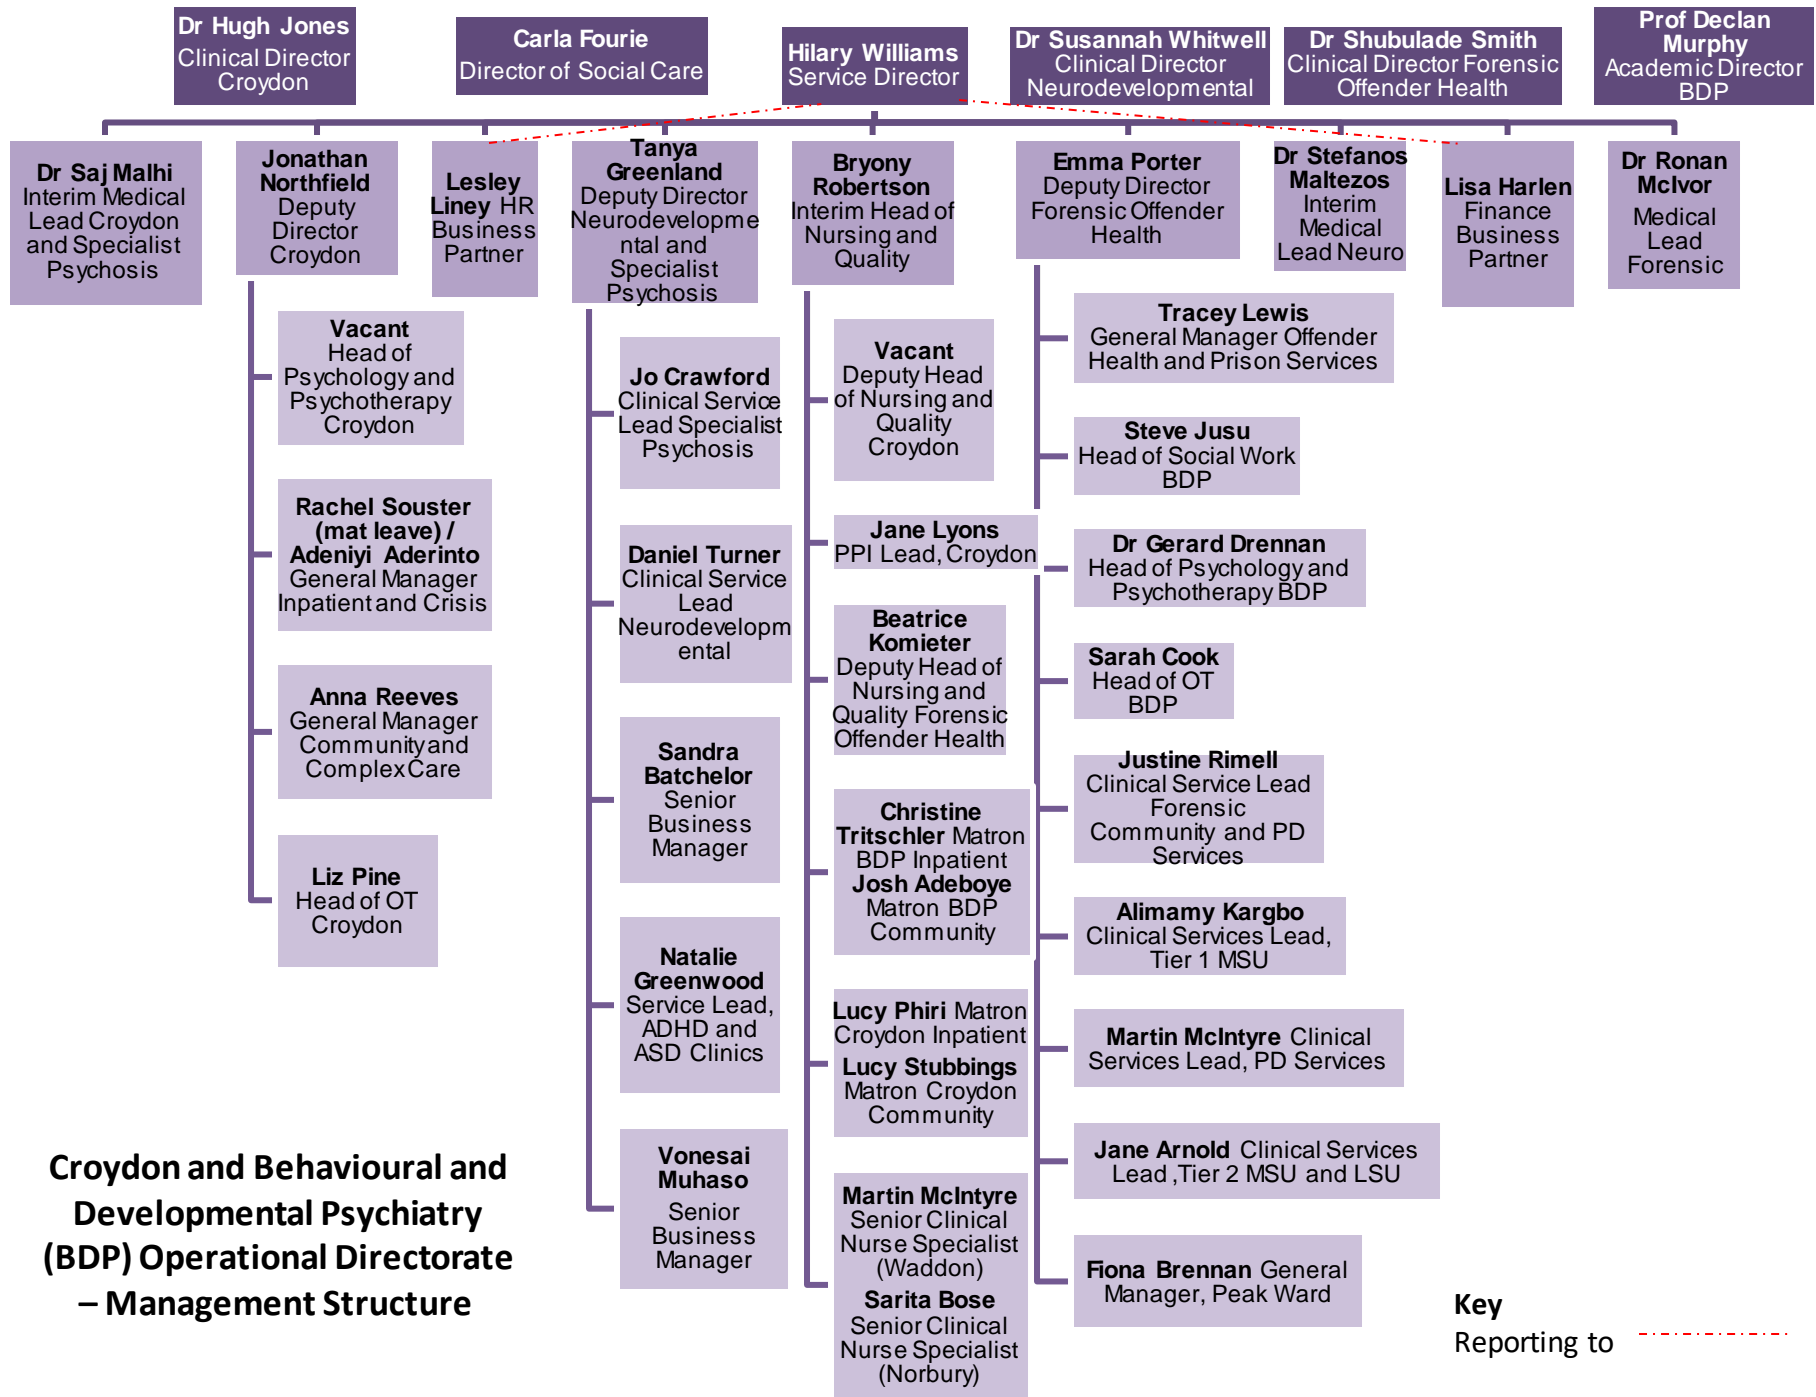 Dr Hugh Jones
Clinical Director
Croydon
Carla Fourie
Director of Social Care
Hilary Williams
Service Director
Dr Susannah Whitwell
Clinical Director
Neurodevelopmental
Dr Shubulade Smith
Clinical Director Forensic
Offender Health
Prof Declan
Murphy
Academic Director
BDP
Dr Saj Malhi
Interim Medical
Lead Croydon
and Specialist
Psychosis
Jonathan
Northfield
Deputy
Director
Croydon
Lesley
Liney HR
Business
Partner
Tanya
Greenland
Deputy Director
Neurodevelopme
ntal and
Specialist
Psychosis
Bryony
Robertson
Interim Head of
Nursing and
Quality
Emma Porter
Deputy Director
Forensic Offender
Health
Dr Stefanos
Maltezos
Interim
Medical
Lead Neuro
Lisa Harlen
Finance
Business
Partner
Dr Ronan
McIvor
Medical
Lead
Forensic
Vacant
Head of
Psychology and
Psychotherapy
Croydon
Rachel Souster
(mat leave) /
Adeniyi Aderinto
General Manager
Inpatient and Crisis
Anna Reeves
General Manager
Community and
Complex Care
Liz Pine
Head of OT
Croydon
Jo Crawford
Clinical Service
Lead Specialist
Psychosis
Daniel Turner
Clinical Service
Lead
Neurodevelopm
ental
Sandra
Batchelor
Senior
Business
Manager
Natalie
Greenwood
Service Lead,
ADHD and
ASD Clinics
Vonesai
Muhaso
Senior
Business
Manager
Vacant
Deputy Head
of Nursing and
Quality
Croydon
Jane Lyons
PPI Lead, Croydon
Beatrice
Komieter
Deputy Head of
Nursing and
Quality Forensic
Offender Health
Christine
Tritschler Matron
BDP Inpatient
Josh Adeboye
Matron BDP
Community
Lucy Phiri Matron
Croydon Inpatient
Lucy Stubbings
Matron Croydon
Community
Martin McIntyre
Senior Clinical
Nurse Specialist
(Waddon)
Sarita Bose
Senior Clinical
Nurse Specialist
(Norbury)
Tracey Lewis
General Manager Offender
Health and Prison Services
Steve Jusu
Head of Social Work
BDP
Dr Gerard Drennan
Head of Psychology and
Psychotherapy BDP
Sarah Cook
Head of OT
BDP
Justine Rimell
Clinical Service Lead
Forensic
Community and PD
Services
Alimamy Kargbo
Clinical Services Lead,
Tier 1 MSU
Martin McIntyre Clinical
Services Lead, PD Services
Jane Arnold Clinical Services
Lead ,Tier 2 MSU and LSU
Fiona Brennan General
Manager, Peak Ward
Croydon and Behavioural and
Developmental Psychiatry
(BDP) Operational Directorate
– Management Structure
Key
Reporting to